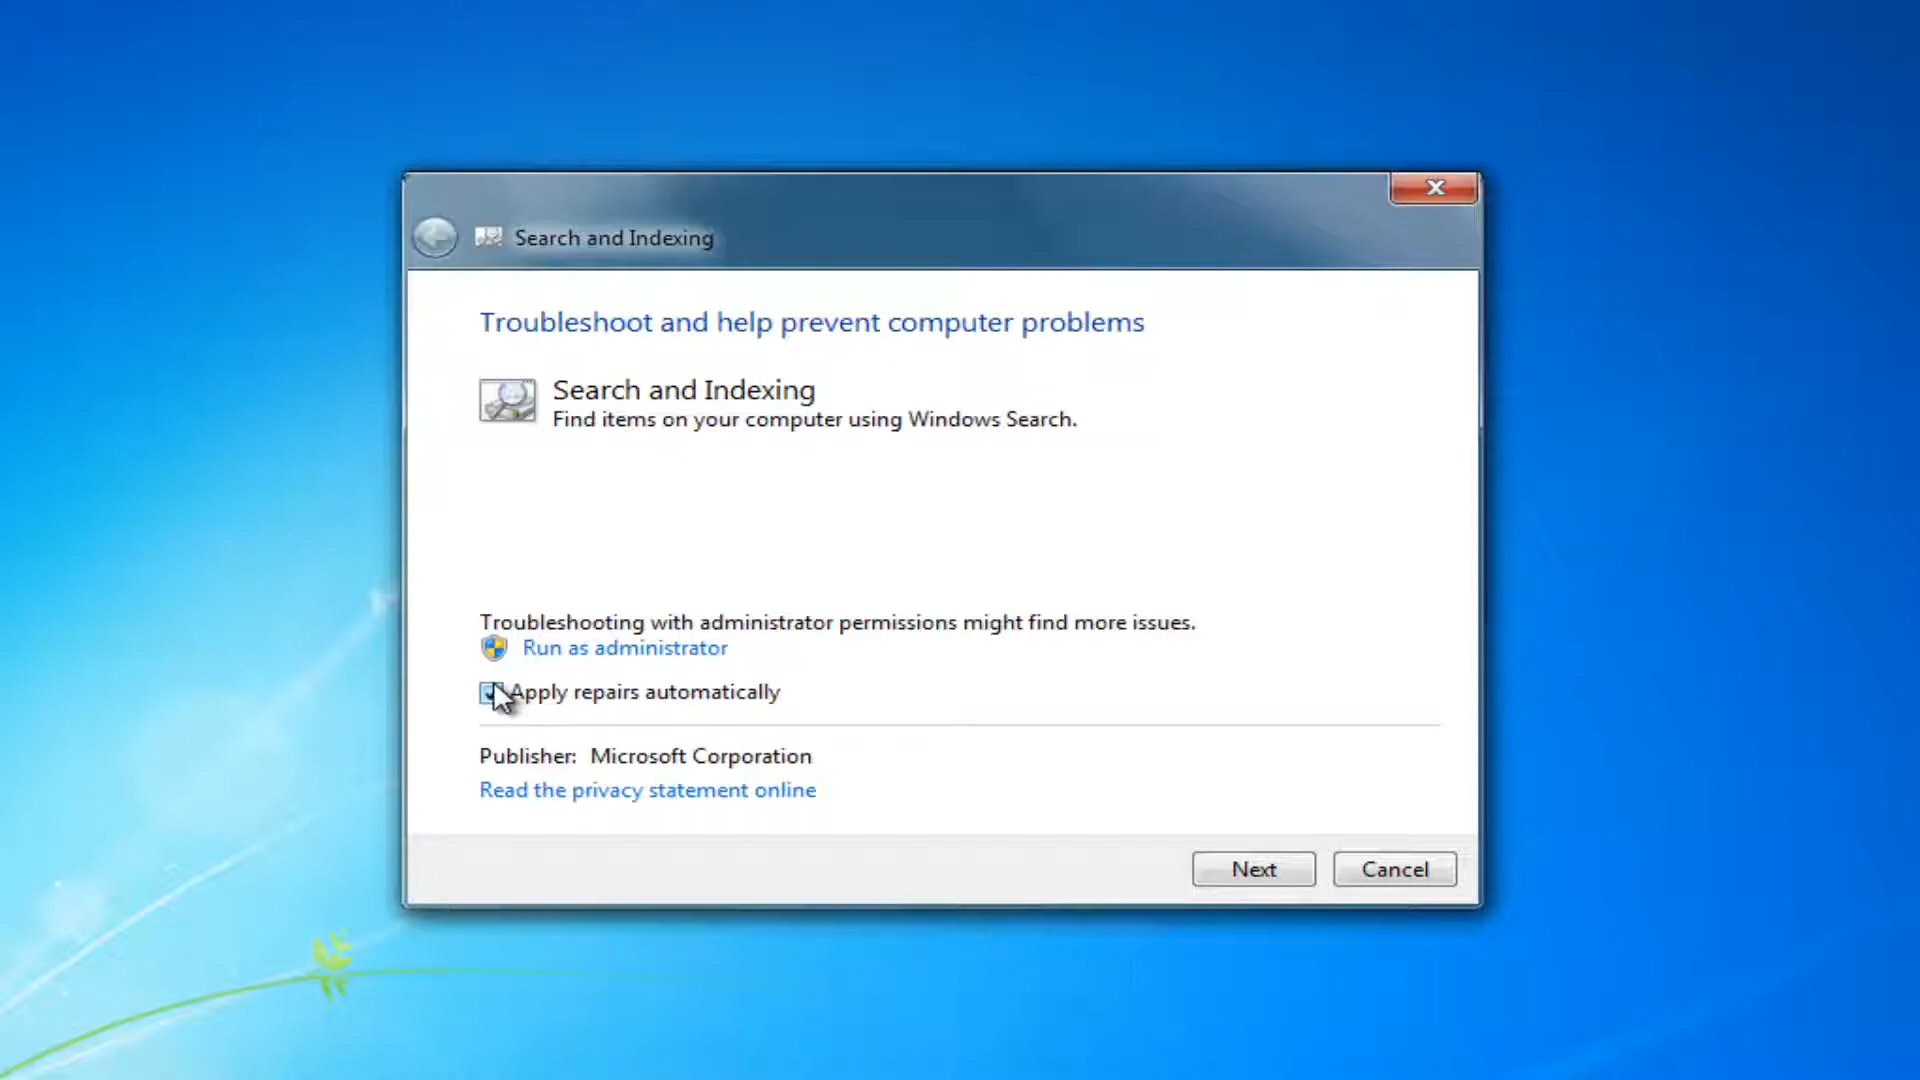 Search and Indexing
Troubleshoot and help prevent computer problems
Search and Indexing
Find items on your computer using Windows Search.
Troubleshooting with administrator permissions might find more issues.
Run as administrator
Apply repairs automatically
Publisher: Microsoft Corporation
Read the privacy statement online
Next Cancel